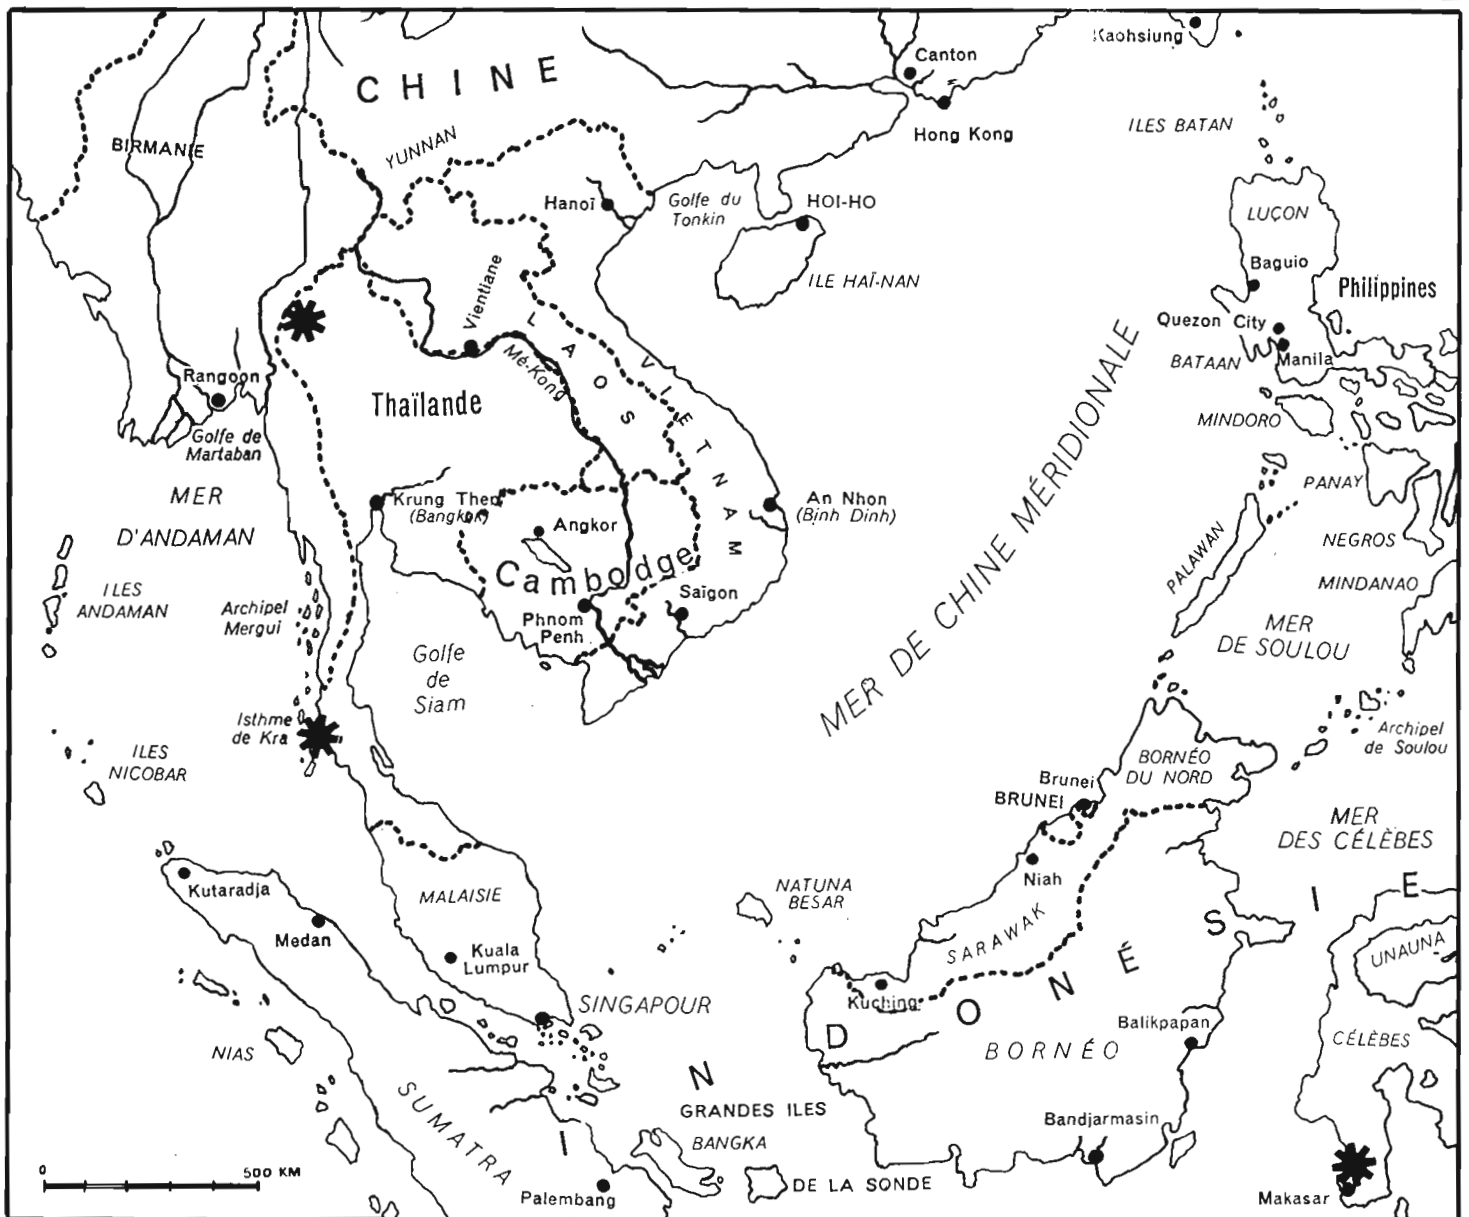 CHINE
Canton
Kaohsiung
Hong Kong
ILES BATAN
BIRMANIE
YUNNAN
Hanoï
Golfe du
Tonkin
HOI-HO
ILE HAÏ-NAN
LUÇON
Baguio
Philippines
Quezon City
BATAAN
Manila
MINDORO
PANAY
NEGROS
MINDANAO
PALAWAN
MER
DE SOULOU
Archipel
de Soulou
MER DE CHINE MÉRIDIONALE
Vientiane
LAOS
Mé-Kong
VIETNAM
Rangoon
Golfe de
Martaban
Thaïlande
MER
D'ANDAMAN
Krung Thep
(Bangkok)
Angkor
Cambodge
An Nhon
(Binh Dinh)
Saïgon
Phnom
Penh
ILES
ANDAMAN
Archipel
Mergui
Golfe
de
Siam
Isthme
de Kra
ILES
NICOBAR
BORNÉO
DU NORD
Brunei
BRUNEI
Niah
MER
DES CÉLÈBES
Kutaradja
Medan
MALAISIE
Kuala
Lumpur
NATUNA
BESAR
SARAWAK
Kuching
SINGAPOUR
INDONÉSIE
UNAUNA
Balikpapan
BORNÉO
CÉLÈBES
NIAS
SUMATRA
GRANDES ILES
BANGKA
DE LA SONDE
Bandjarmasin
Palembang
Makasar
0
500 KM